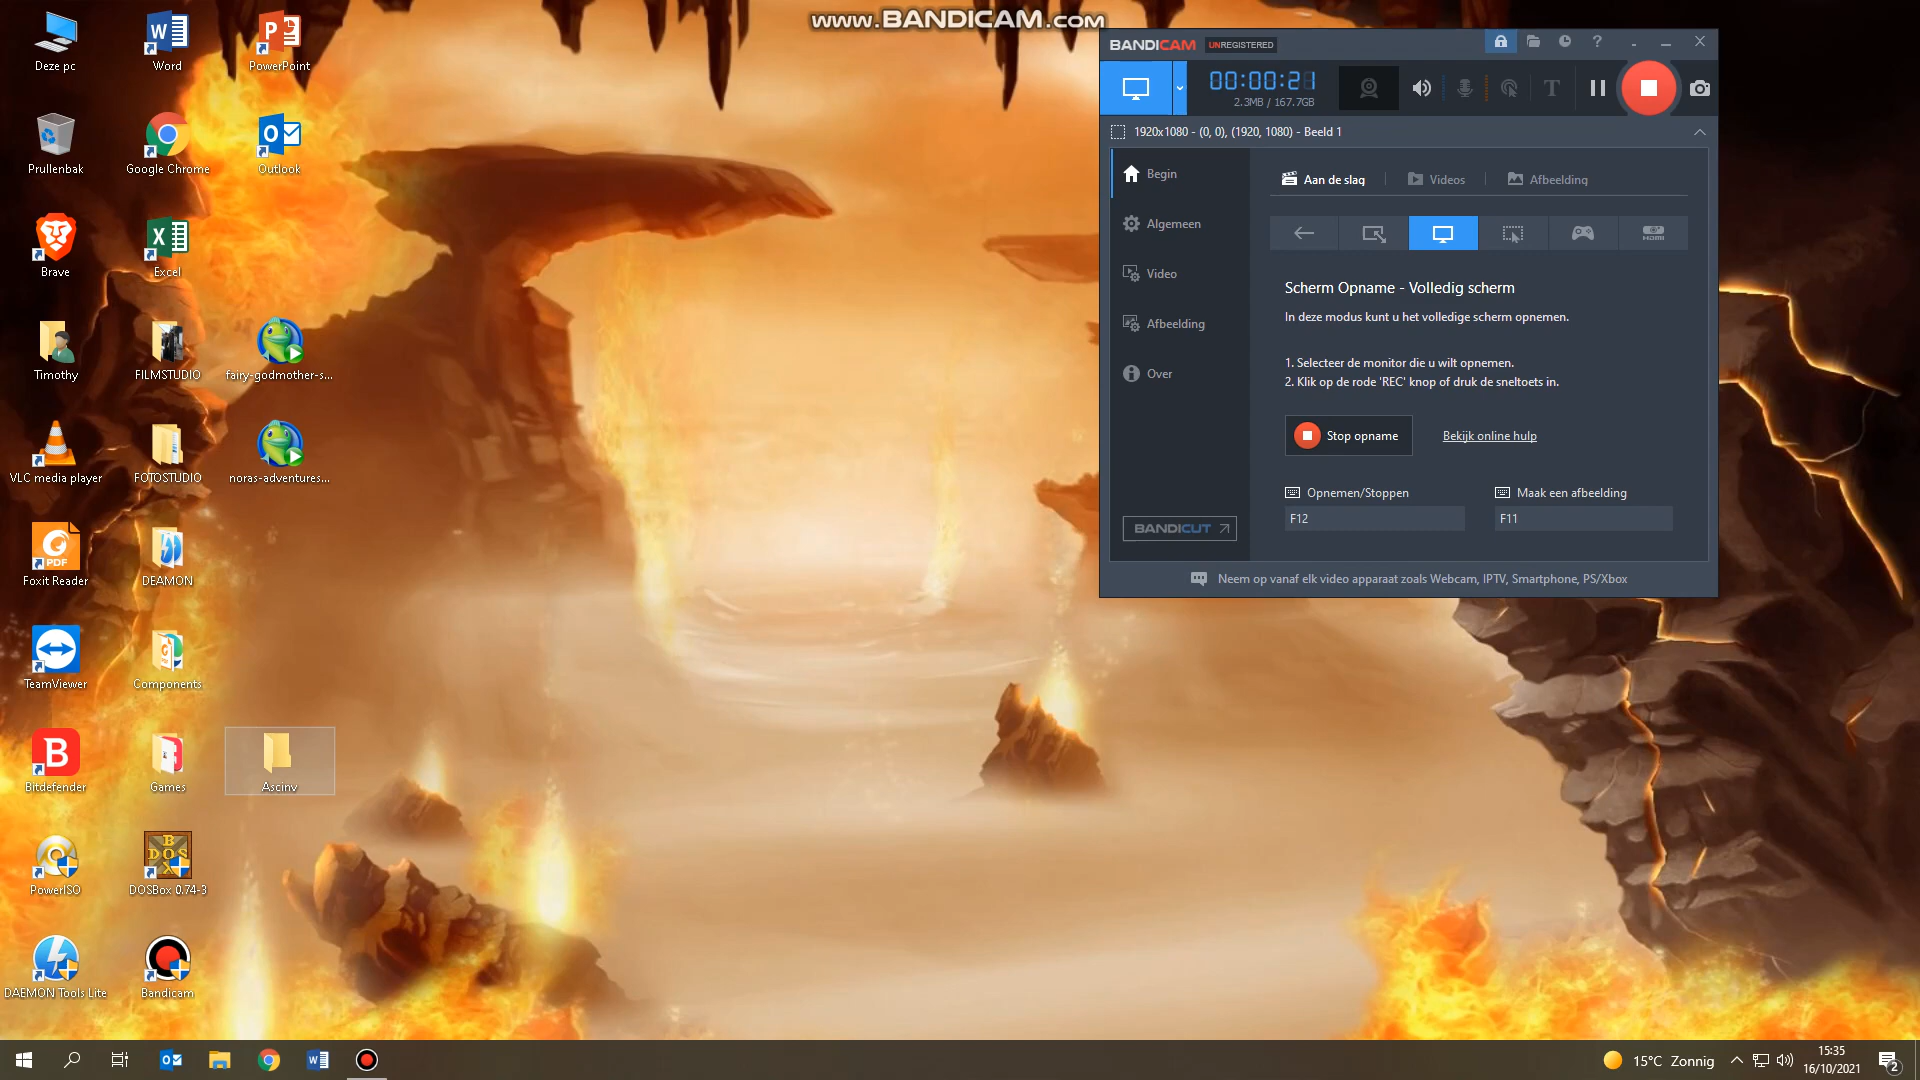 www.BANDICAM.com
Deze pc
Word
PowerPoint
Prullenbak
Google Chrome
Outlook
Brave
Excel
Timothy
FILMSTUDIO
fairy-godmother-s...
VLC media player
FOTOSTUDIO
noras-adventures...
PDF
Foxit Reader
DEAMON
TeamViewer
Components
Bitdefender
Games
Ascinv
PowerISO
DOSBox 0.74-3
DAEMON Tools Lite
Bandicam
BANDICAM UNREGISTERED
00:00:21
2.3MB / 167.7GB
1920x1080 - (0, 0), (1920, 1080) - Beeld 1
Begin
Algemeen
Video
Afbeelding
Over
BANDICUT
Aan de slag
Videos
Afbeelding
HDMI
Scherm Opname - Volledig scherm
In deze modus kunt u het volledige scherm opnemen.
1. Selecteer de monitor die u wilt opnemen.
2. Klik op de rode 'REC' knop of druk de sneltoets in.
Stop opname
Bekijk online hulp
Opnemen/Stoppen
F12
Maak een afbeelding
F11
Neem op vanaf elk video apparaat zoals Webcam, IPTV, Smartphone, PS/Xbox
15°C Zonnig
15:35
16/10/2021
2